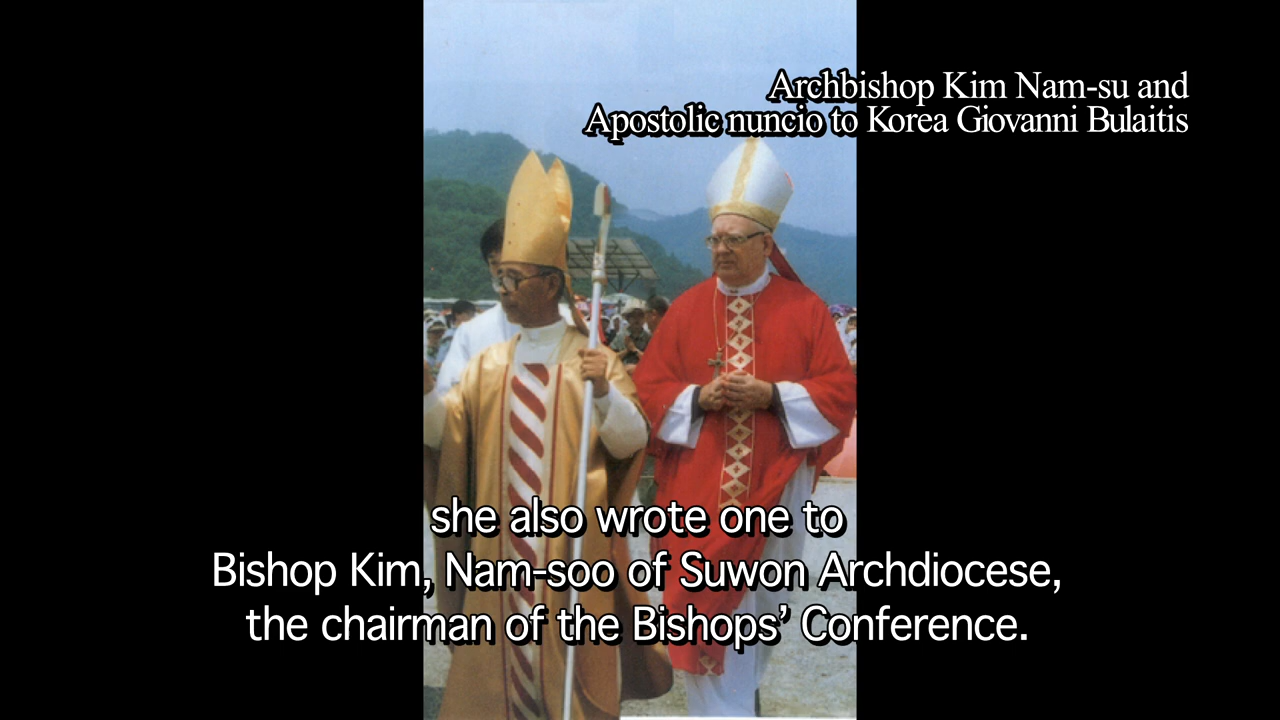 Archbishop Kim Nam-su and
Apostolic nuncio to Korea Giovanni Bulaitis
she also wrote one to
Bishop Kim, Nam-soo of Suwon Archdiocese,
the chairman of the Bishops’ Conference.